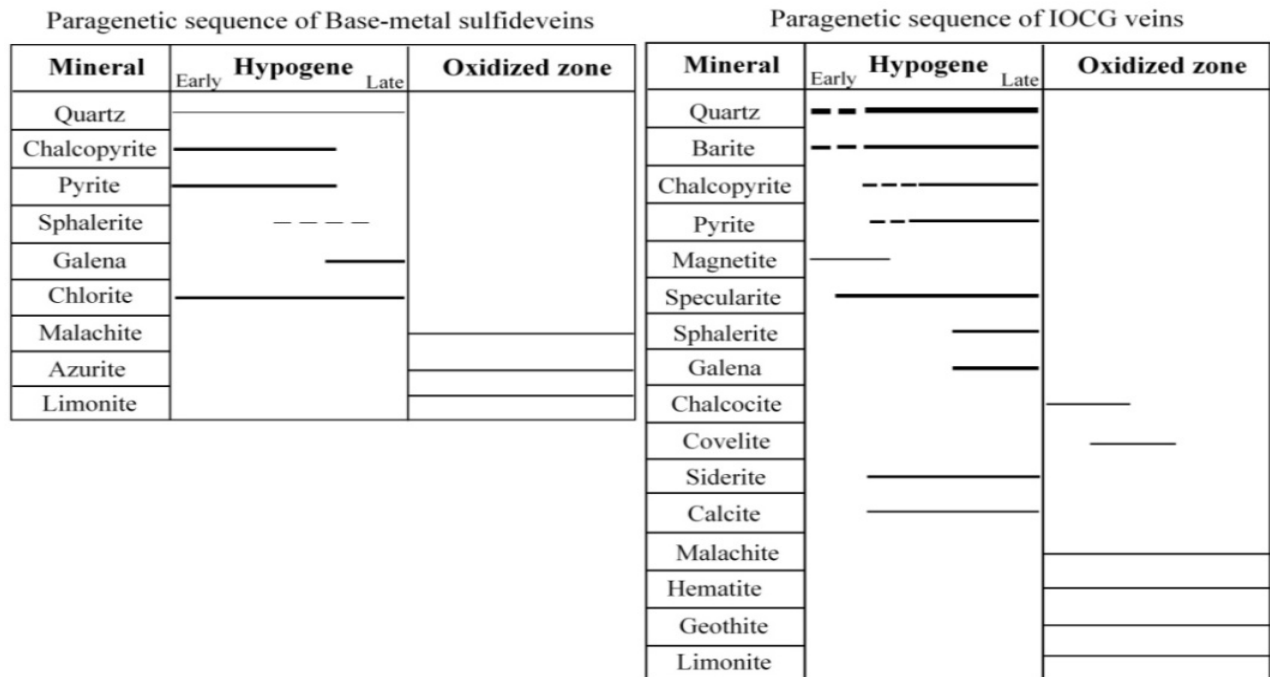 Paragenetic sequence of Base-metal sulfideveins
Mineral Early Hypogene Late Oxidized zone
Quartz
Chalcopyrite
Pyrite
Sphalerite
Galena
Chlorite
Malachite
Azurite
Limonite
Paragenetic sequence of IOCG veins
Mineral Early Hypogene Late Oxidized zone
Quartz
Barite
Chalcopyrite
Pyrite
Magnetite
Specularite
Sphalerite
Galena
Chalcocite
Covelite
Siderite
Calcite
Malachite
Hematite
Geothite
Limonite